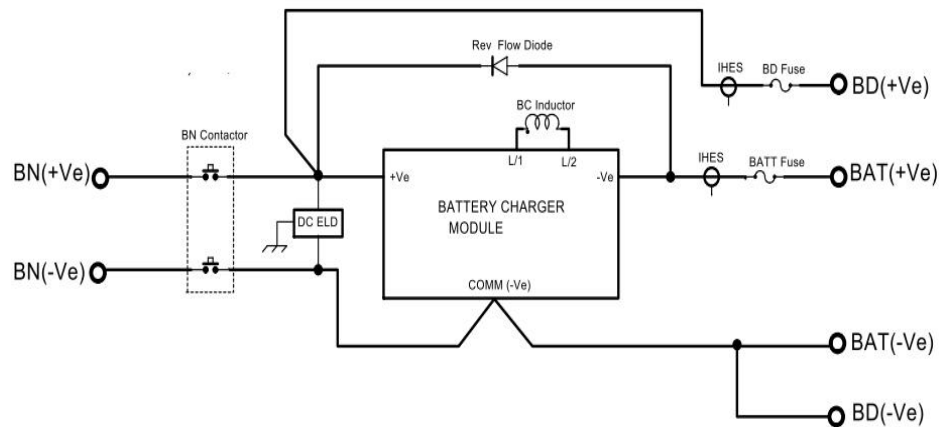 Rev Flow Diode
IHES
BD Fuse
BD(+Ve)
BC Inductor
BN Contactor
L/1
L/2
IHES
BATT Fuse
BN(+Ve)
+Ve
-Ve
BAT(+Ve)
BATTERY CHARGER
MODULE
DC ELD
BN(-Ve)
COMM (-Ve)
BAT(-Ve)
BD(-Ve)